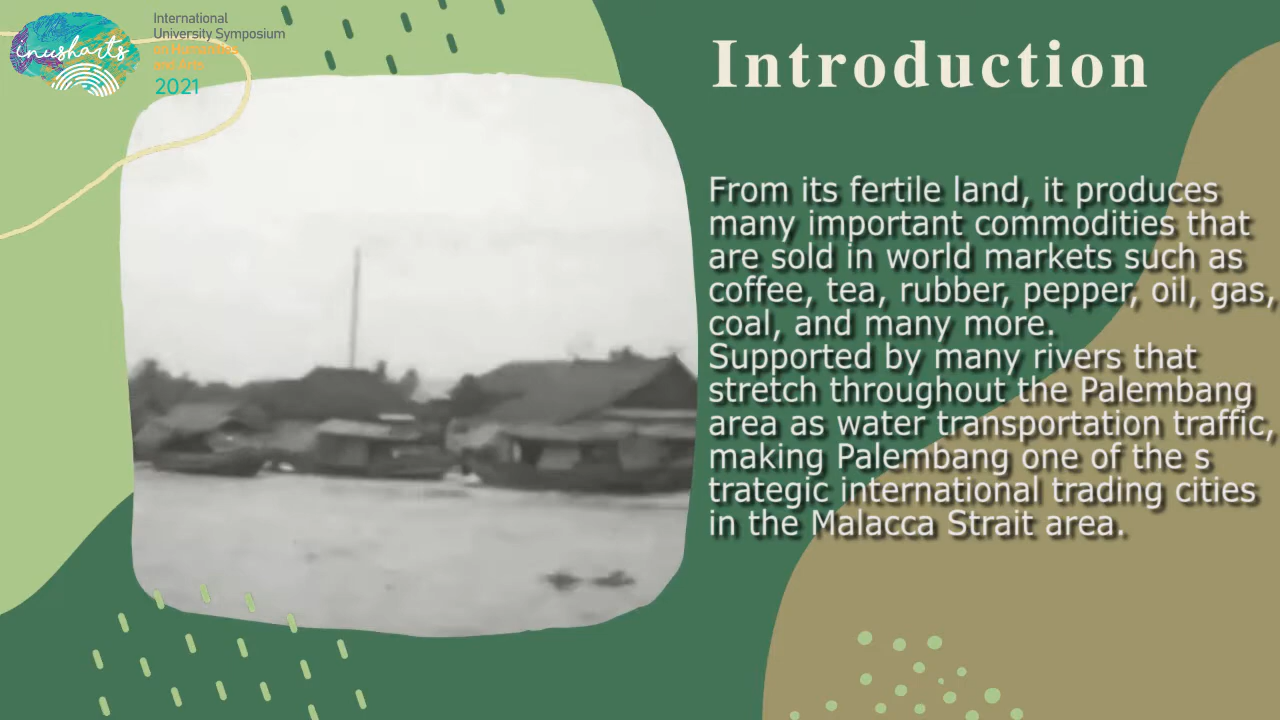 inusharts
International
University Symposium
on Humanities
and Arts
2021
Introduction
From its fertile land, it produces
many important commodities that
are sold in world markets such as
coffee, tea, rubber, pepper, oil, gas,
coal, and many more.
Supported by many rivers that
stretch throughout the Palembang
area as water transportation traffic,
making Palembang one of the s
trategic international trading cities
in the Malacca Strait area.